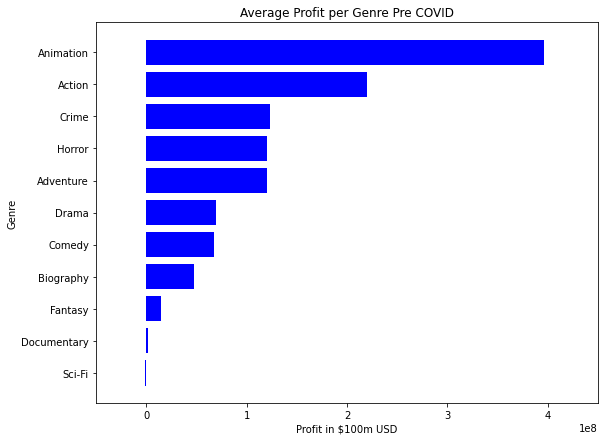 Average Profit per Genre Pre COVID
Genre
Animation
Action
Crime
Horror
Adventure
Drama
Comedy
Biography
Fantasy
Documentary
Sci-Fi
0 1 2 3 4
1e8
Profit in $100m USD